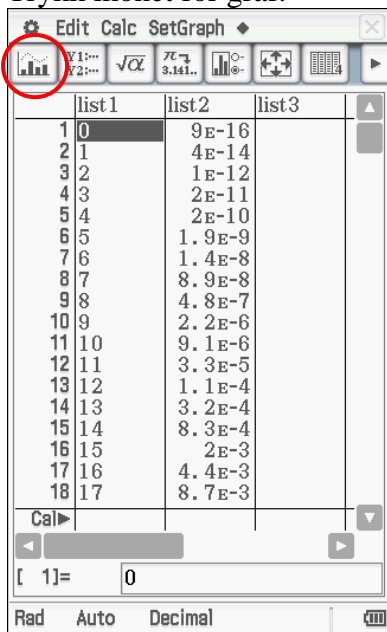 Edit Calc SetGraph ◆
Y1:··· Y2:··· √α π 3.141.. 4
list1 list2 list3
1 0 9E-16
2 1 4E-14
3 2 1E-12
4 3 2E-11
5 4 2E-10
6 5 1.9E-9
7 6 1.4E-8
8 7 8.9E-8
9 8 4.8E-7
10 9 2.2E-6
11 10 9.1E-6
12 11 3.3E-5
13 12 1.1E-4
14 13 3.2E-4
15 14 8.3E-4
16 15 2E-3
17 16 4.4E-3
18 17 8.7E-3
Cal▶
[ 1]= 0
Rad Auto Decimal